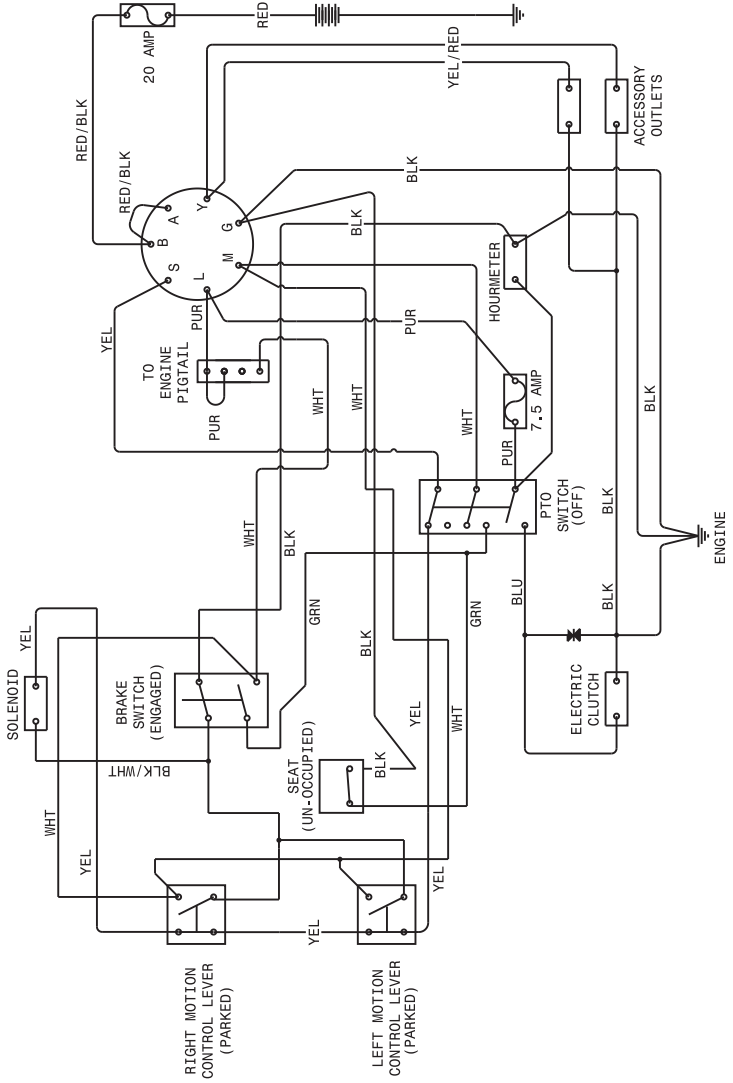 RED
20 AMP
RED/BLK
RED/BLK
YEL/RED
ACCESSORY
OUTLETS
BLK
BLK
A
B
S
Y
L
G
M
YEL
PUR
TO
ENGINE
PIGTAIL
PUR
WHT
PUR
WHT
HOURMETER
7.5 AMP
WHT
PUR
BLK
BLK
PTO
SWITCH
(OFF)
ENGINE
WHT
BLK
BLU
BLK
GRN
GRN
YEL
SOLENOID
BRAKE
SWITCH
(ENGAGED)
BLK
ELECTRIC
CLUTCH
YEL
WHT
BLK/WHT
SEAT
(UN-OCCUPIED)
BLK
WHT
YEL
YEL
YEL
RIGHT MOTION
CONTROL LEVER
(PARKED)
LEFT MOTION
CONTROL LEVER
(PARKED)